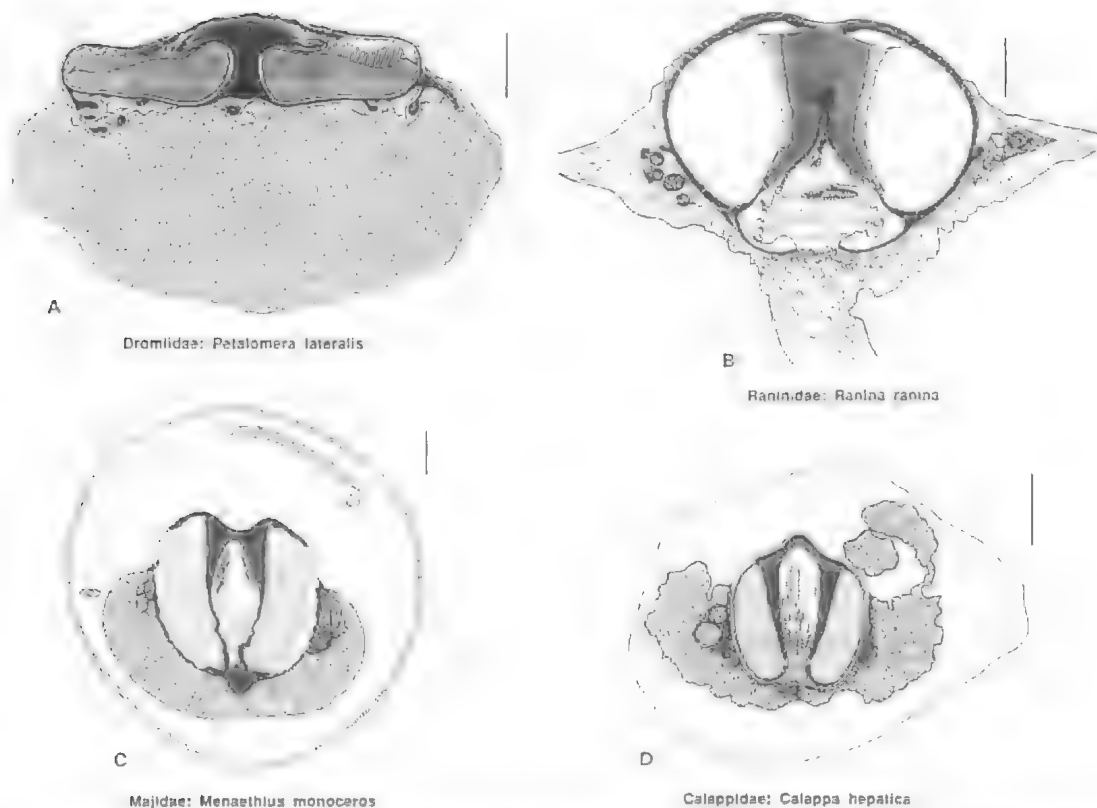 A
Dromiidae: Petalomera lateralis
B
Raninidae: Ranina ranina
C
Majidae: Menaethius monoceros
D
Calappidae: Calappa hepatica